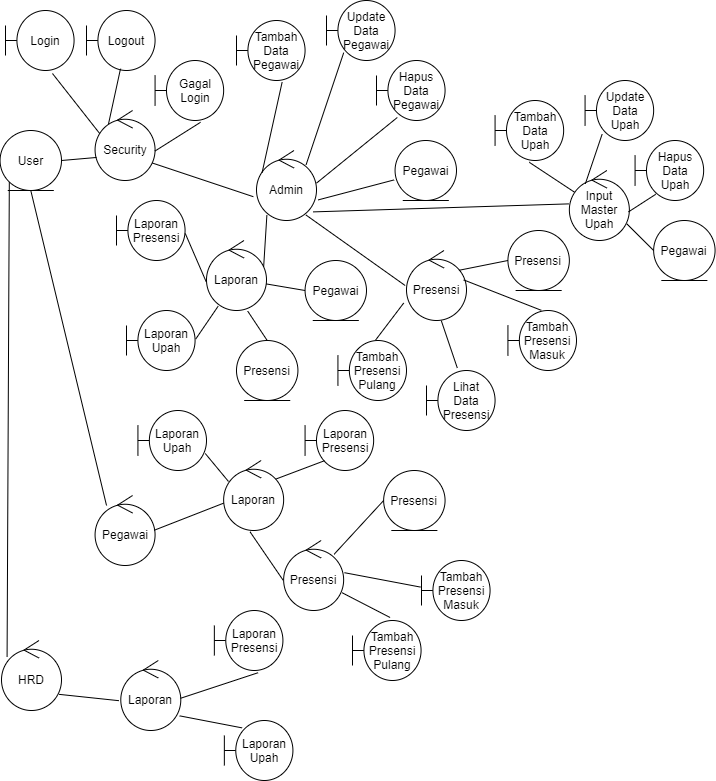 Login
Logout
Gagal
Login
Tambah
Data
Pegawai
Update
Data
Pegawai
Hapus
Data
Pegawai
Tambah
Data
Upah
Update
Data
Upah
Hapus
Data
Upah
User
Security
Admin
Pegawai
Input
Master
Upah
Pegawai
Laporan
Presensi
Laporan
Pegawai
Presensi
Presensi
Laporan
Upah
Presensi
Tambah
Presensi
Pulang
Tambah
Presensi
Masuk
Lihat
Data
Presensi
Laporan
Upah
Laporan
Presensi
Laporan
Presensi
Pegawai
Presensi
Tambah
Presensi
Masuk
Tambah
Presensi
Pulang
Laporan
Presensi
HRD
Laporan
Laporan
Upah